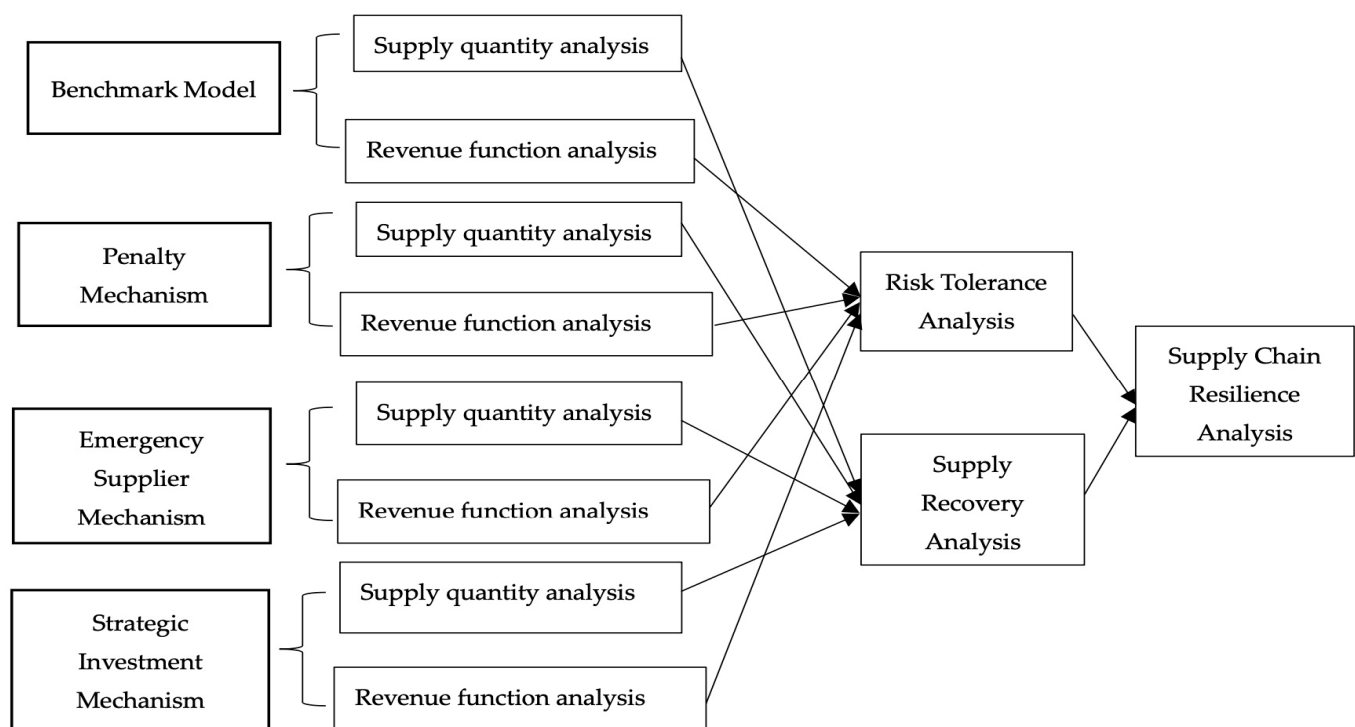 Benchmark Model
Supply quantity analysis
Revenue function analysis
Penalty
Mechanism
Supply quantity analysis
Revenue function analysis
Emergency
Supplier
Mechanism
Supply quantity analysis
Revenue function analysis
Strategic
Investment
Mechanism
Supply quantity analysis
Revenue function analysis
Risk Tolerance
Analysis
Supply
Recovery
Analysis
Supply Chain
Resilience
Analysis